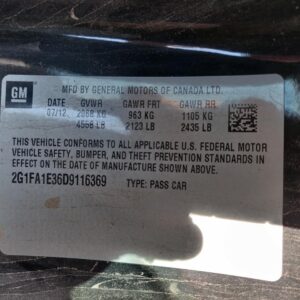 GM
MFD BY GENERAL MOTORS OF CANADA LTD.
DATE GVWR GAWR FRT GAWR RR
07/12 2068 KG 963 KG 1105 KG
4558 LB 2123 LB 2435 LB
THIS VEHICLE CONFORMS TO ALL APPLICABLE U.S. FEDERAL MOTOR
VEHICLE SAFETY, BUMPER, AND THEFT PREVENTION STANDARDS IN
EFFECT ON THE DATE OF MANUFACTURE SHOWN ABOVE.
2G1FA1E36D9116369 TYPE: PASS CAR